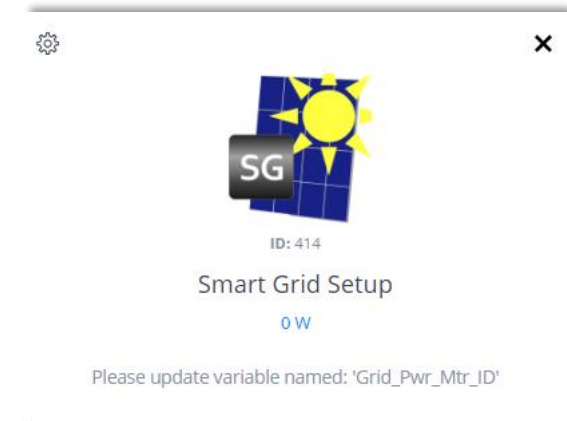 SG
ID: 414
Smart Grid Setup
0 W
Please update variable named: 'Grid_Pwr_Mtr_ID'